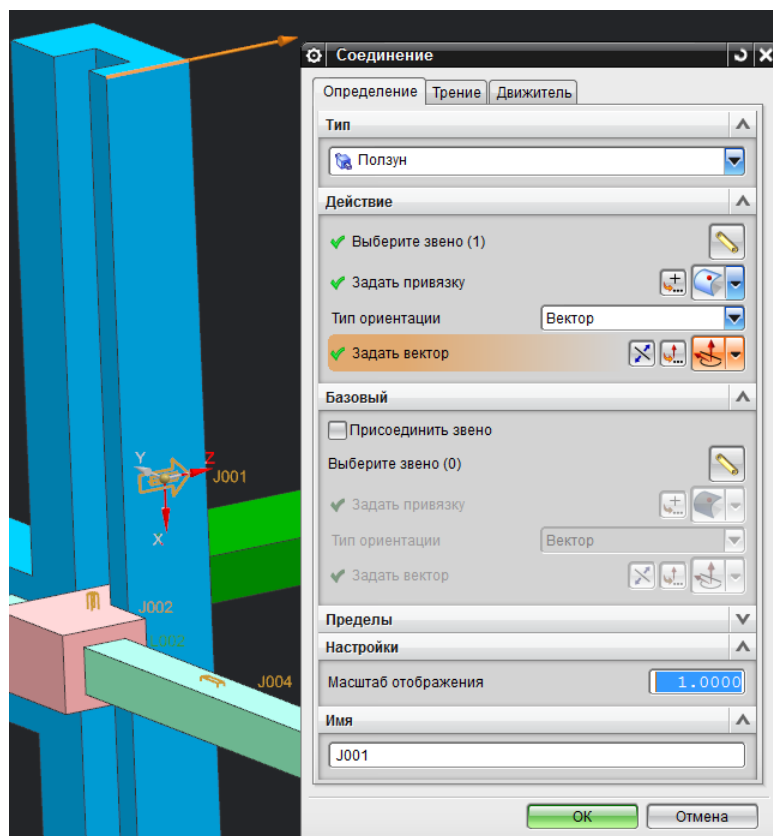 Соединение
Определение
Трение
Движитель
Тип
Ползун
Действие
Выберите звено (1)
Задать привязку
Тип ориентации
Вектор
Задать вектор
Базовый
Присоединить звено
Выберите звено (0)
Задать привязку
Тип ориентации
Вектор
Задать вектор
Пределы
Настройки
Масштаб отображения
1.0000
Имя
J001
ОК
Отмена
Y
Z
J001
X
J002
J004